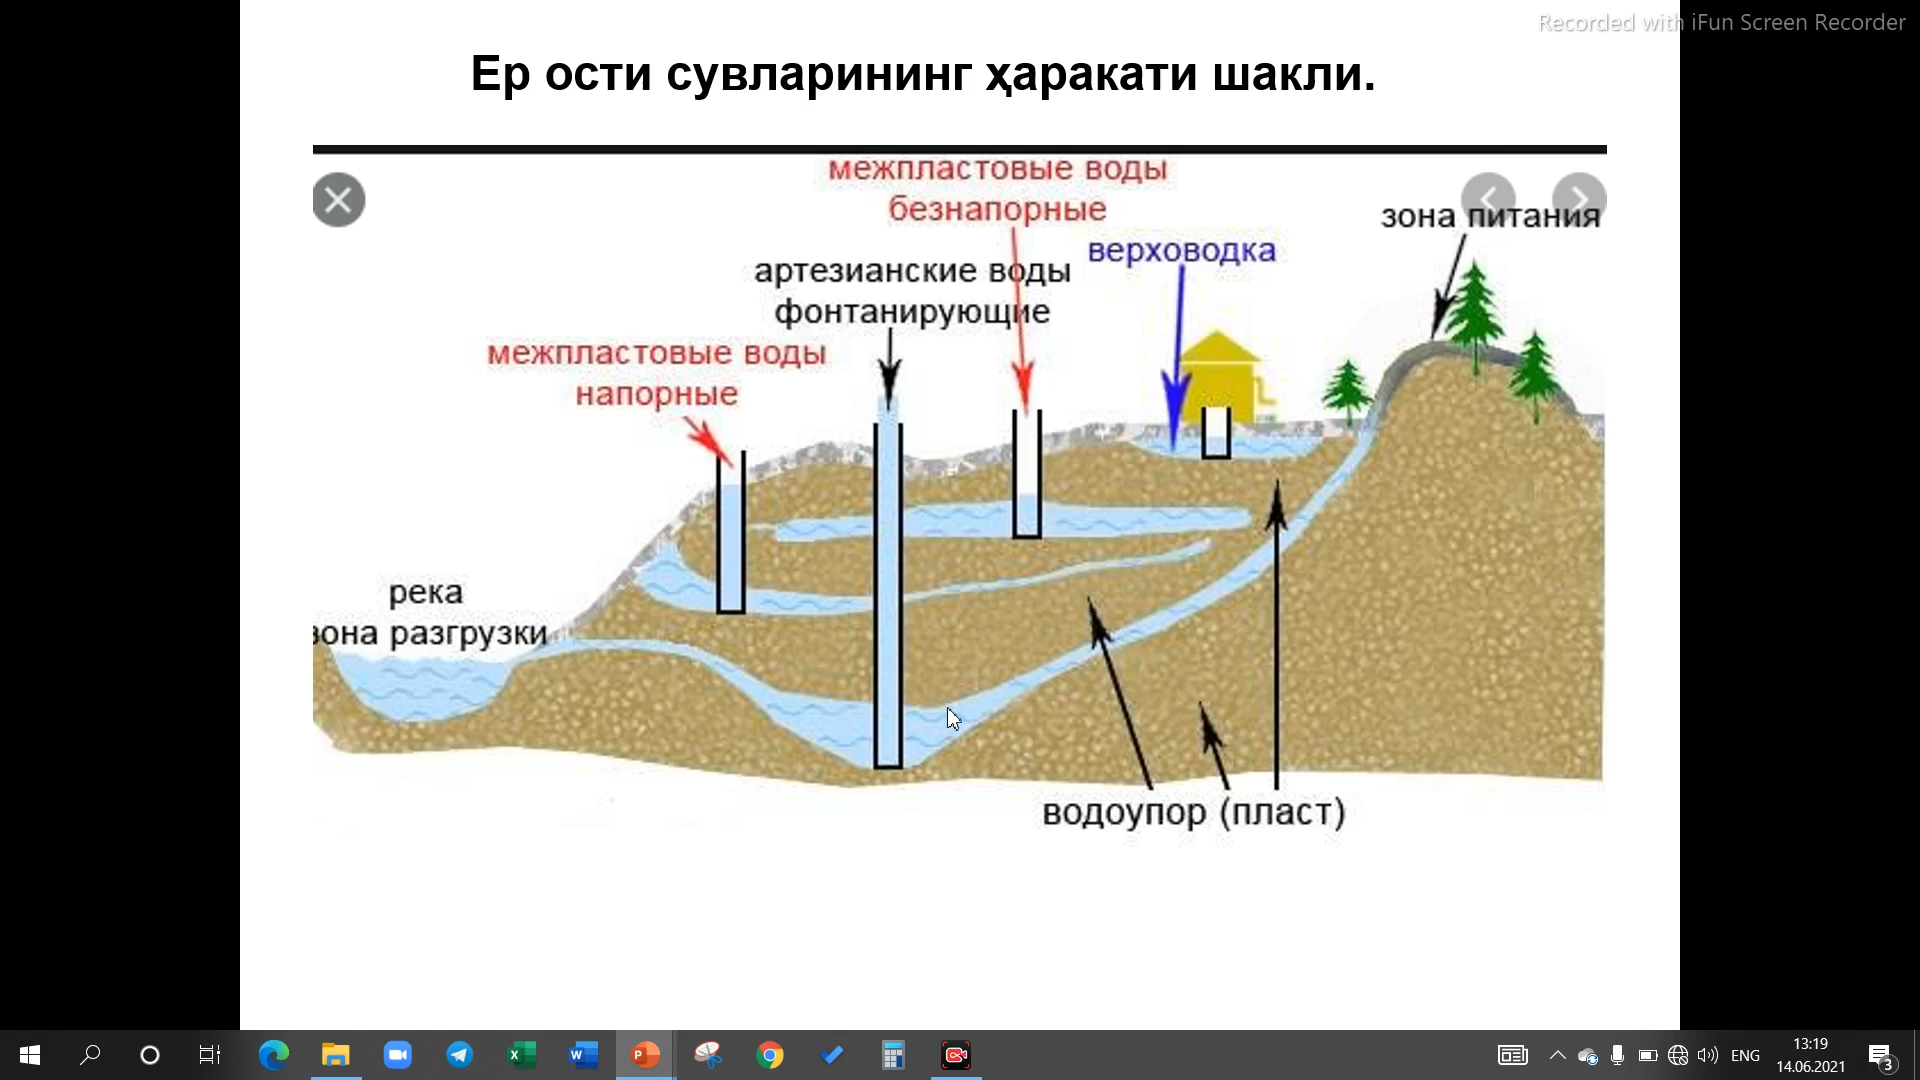 Recorded with iFun Screen Recorder
Ер ости сувларининг ҳаракати шакли.
межпластовые воды
безнапорные
зона питания
верховодка
артезианские воды
фонтанирующие
межпластовые воды
напорные
река
зона разгрузки
водоупор (пласт)
ENG
13:19
14.06.2021
3